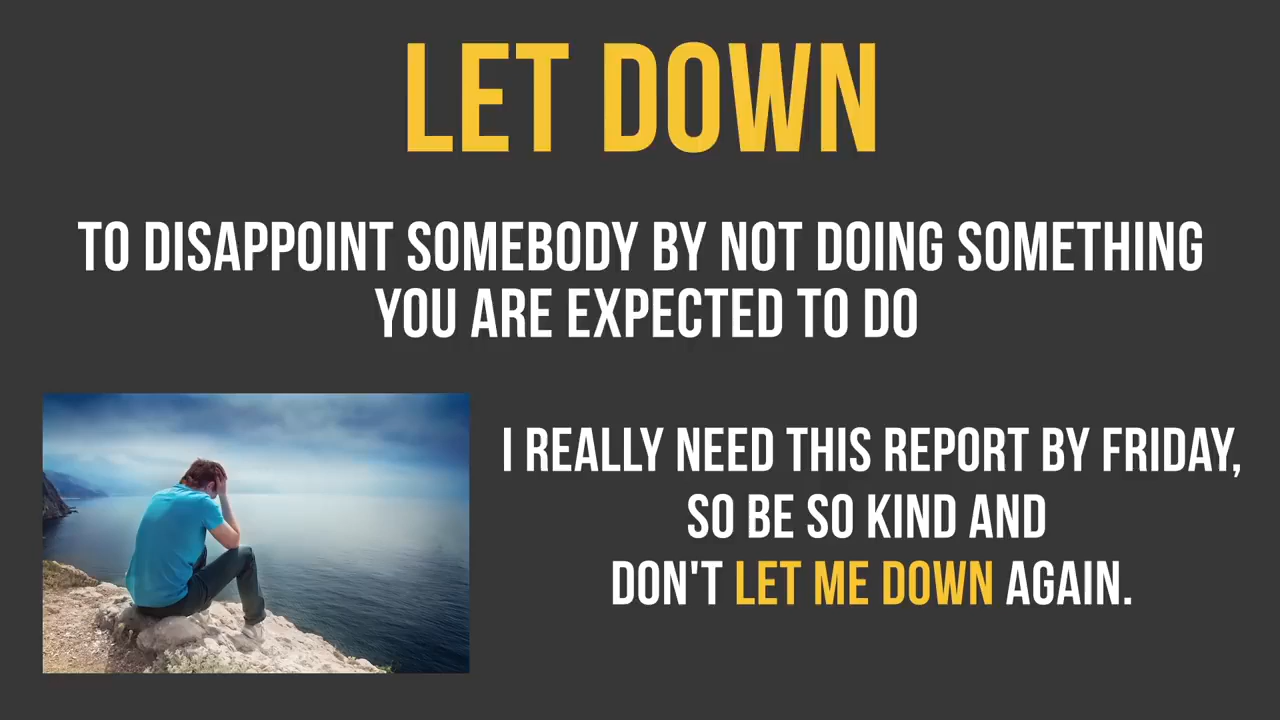 LET DOWN
TO DISAPPOINT SOMEBODY BY NOT DOING SOMETHING
YOU ARE EXPECTED TO DO
I REALLY NEED THIS REPORT BY FRIDAY,
SO BE SO KIND AND
DON'T LET ME DOWN AGAIN.